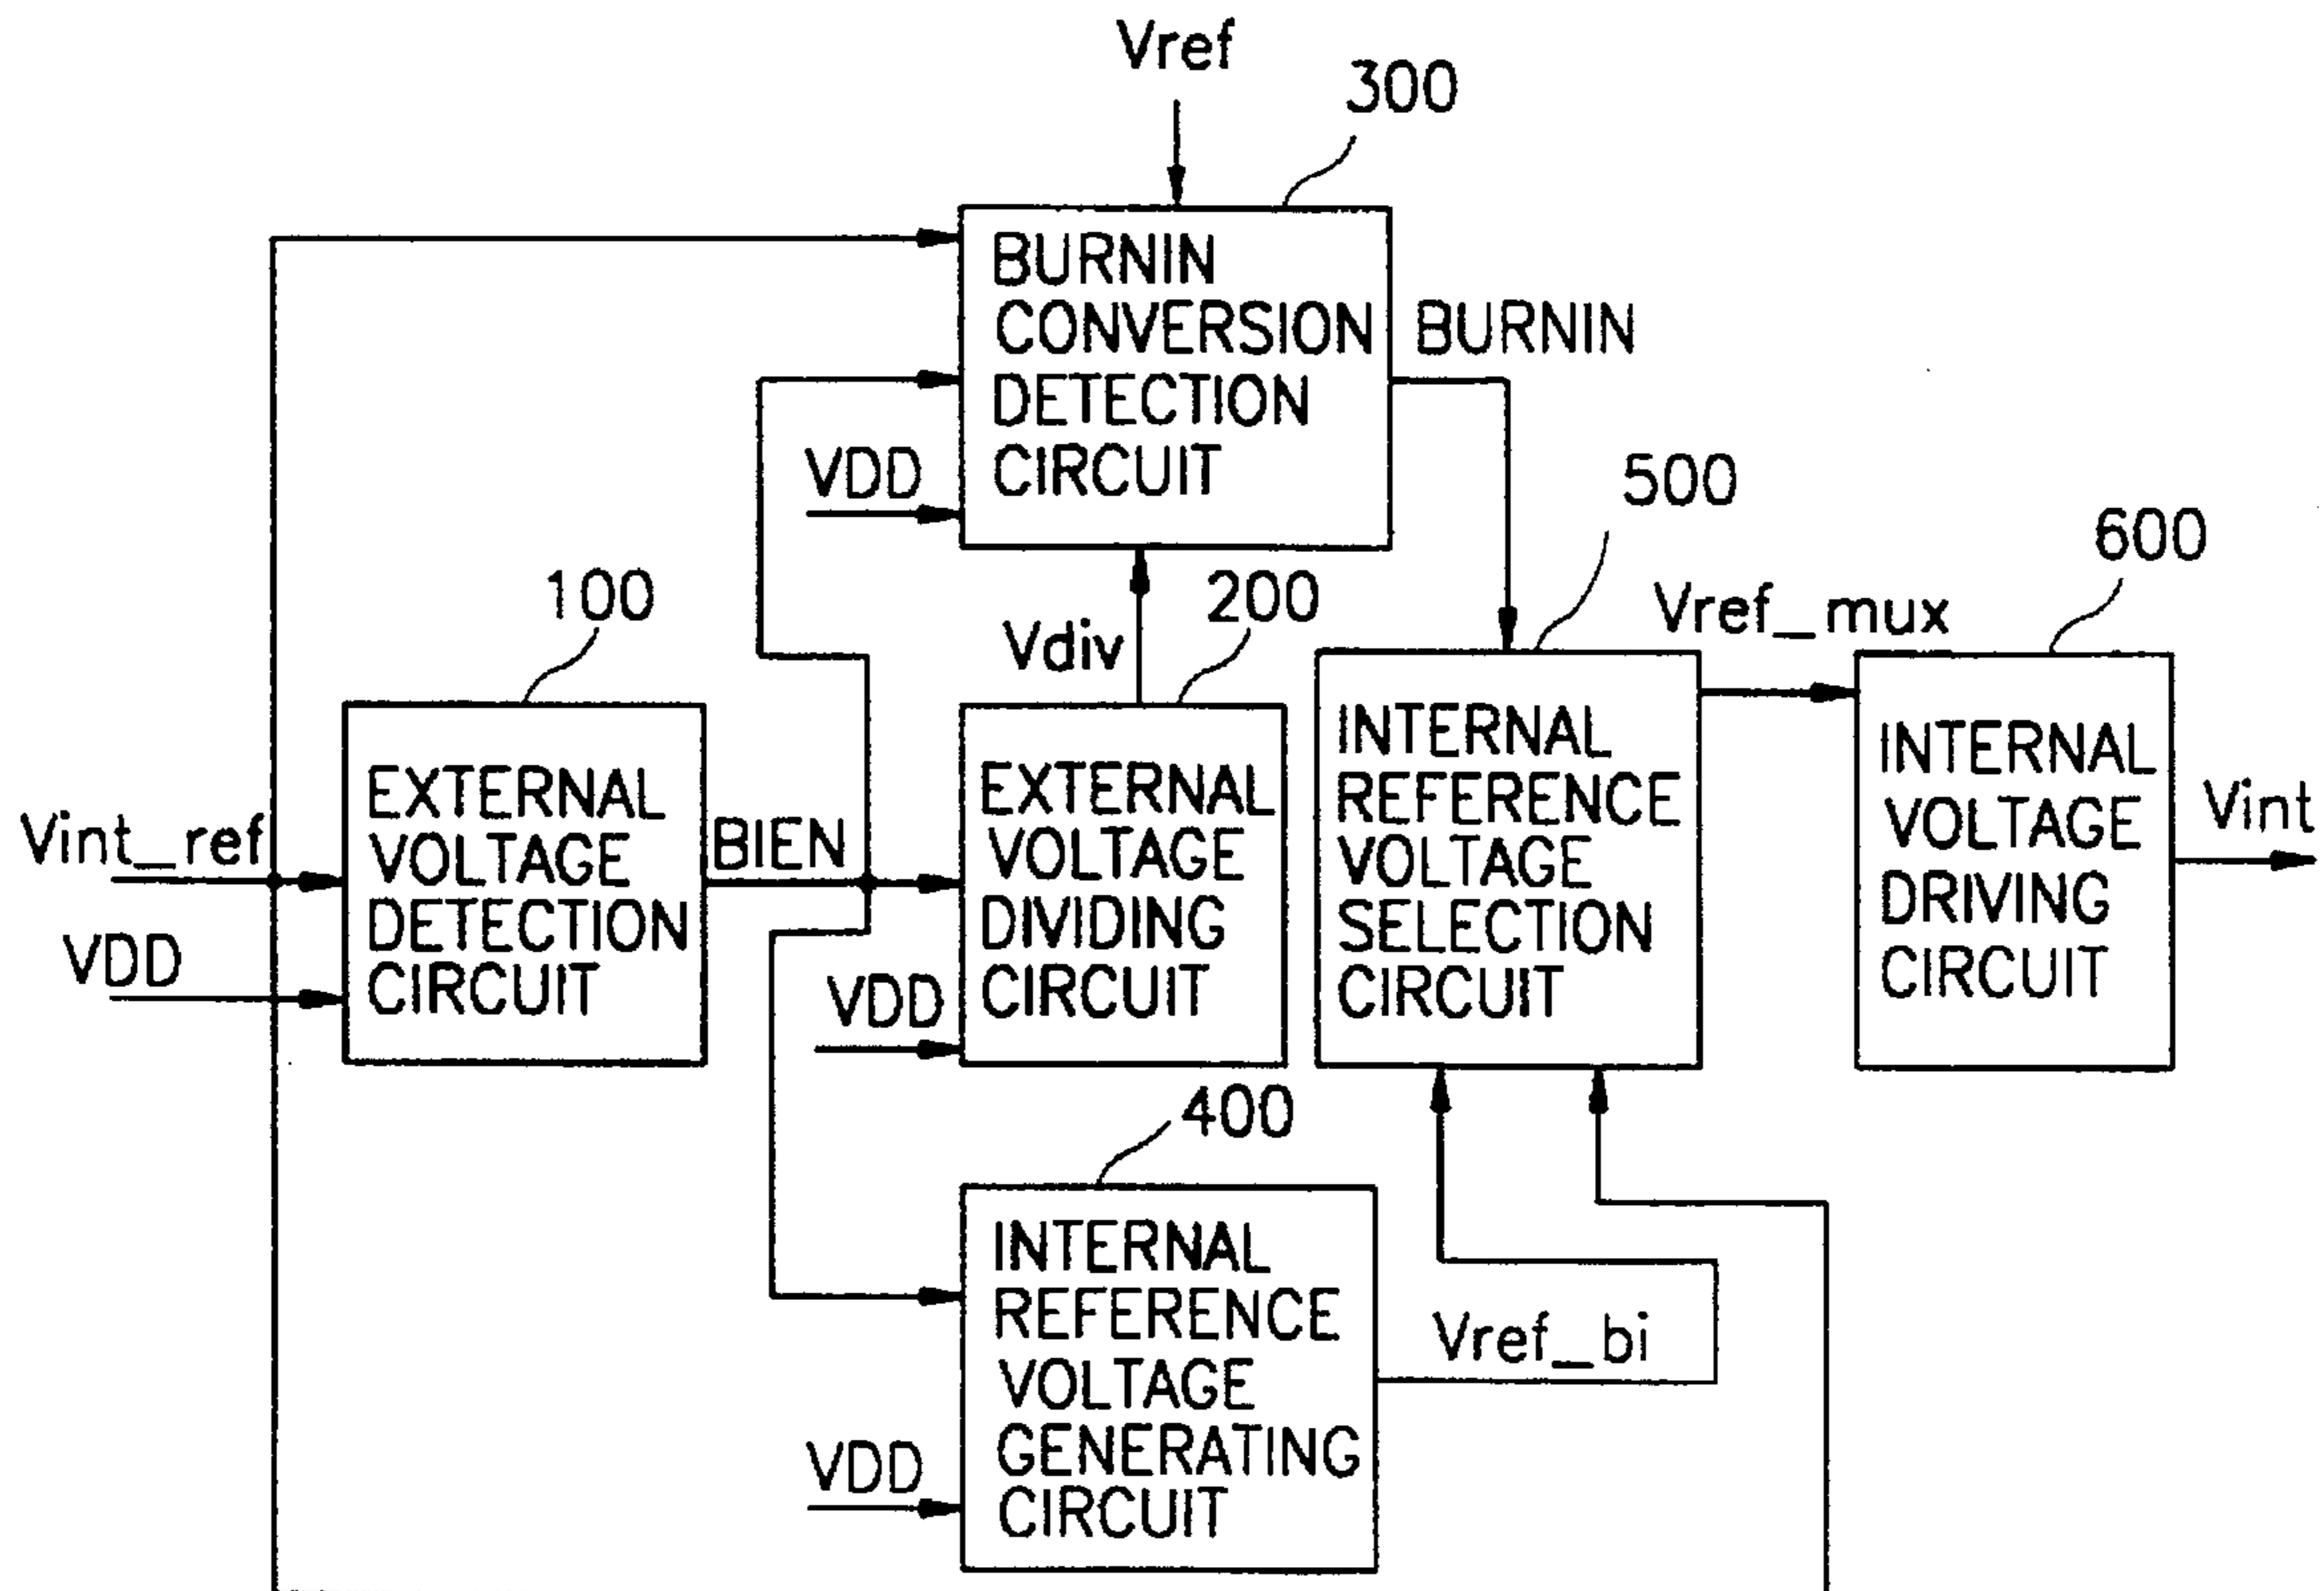 Vref
300
BURNIN
CONVERSION
DETECTION
CIRCUIT
BURNIN
VDD
500
600
100
200
Vdiv
Vref_mux
Vint_ref
VDD
EXTERNAL
VOLTAGE
DETECTION
CIRCUIT
BIEN
EXTERNAL
VOLTAGE
DIVIDING
CIRCUIT
VDD
INTERNAL
REFERENCE
VOLTAGE
SELECTION
CIRCUIT
INTERNAL
VOLTAGE
DRIVING
CIRCUIT
Vint
400
INTERNAL
REFERENCE
VOLTAGE
GENERATING
CIRCUIT
VDD
Vref_bi